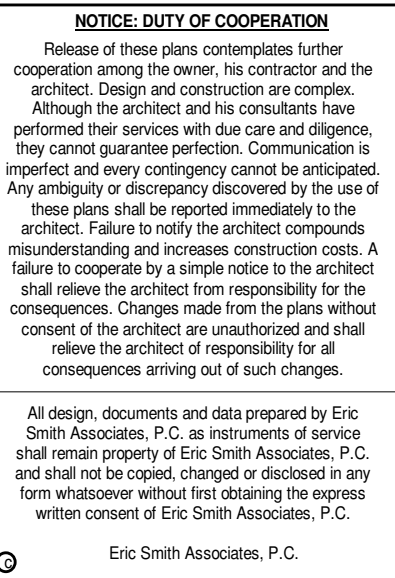 NOTICE: DUTY OF COOPERATION
Release of these plans contemplates further
cooperation among the owner, his contractor and the
architect. Design and construction are complex.
Although the architect and his consultants have
performed their services with due care and diligence,
they cannot guarantee perfection. Communication is
imperfect and every contingency cannot be anticipated.
Any ambiguity or discrepancy discovered by the use of
these plans shall be reported immediately to the
architect. Failure to notify the architect compounds
misunderstanding and increases construction costs. A
failure to cooperate by a simple notice to the architect
shall relieve the architect from responsibility for the
consequences. Changes made from the plans without
consent of the architect are unauthorized and shall
relieve the architect of responsibility for all
consequences arriving out of such changes.
All design, documents and data prepared by Eric
Smith Associates, P.C. as instruments of service
shall remain property of Eric Smith Associates, P.C.
and shall not be copied, changed or disclosed in any
form whatsoever without first obtaining the express
written consent of Eric Smith Associates, P.C.
© Eric Smith Associates, P.C.